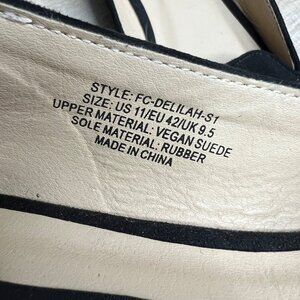 STYLE: FC-DELILAH-S1
SIZE: US 11/EU 42/UK 9.5
UPPER MATERIAL: VEGAN SUEDE
SOLE MATERIAL: RUBBER
MADE IN CHINA